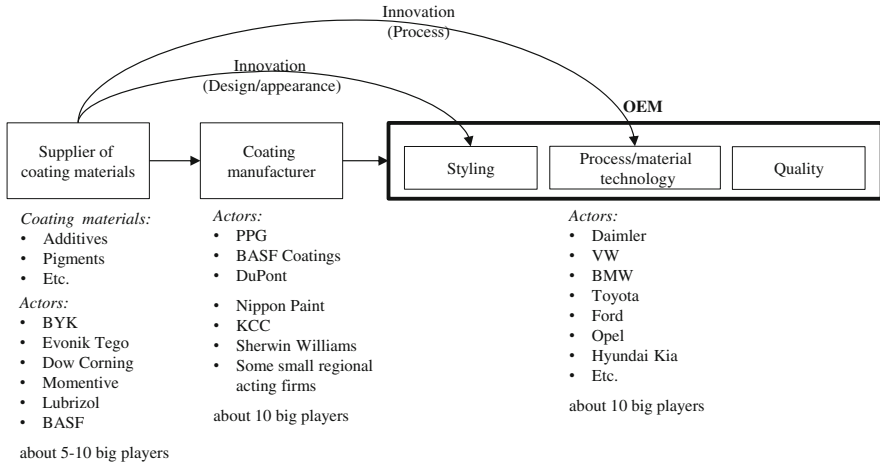 Innovation
(Process)
Innovation
(Design/appearance)
OEM
Supplier of
coating materials
Coating
manufacturer
Styling
Process/material
technology
Quality
Coating materials:
• Additives
• Pigments
• Etc.
Actors:
• BYK
• Evonik Tego
• Dow Corning
• Momentive
• Lubrizol
• BASF
about 5-10 big players
Actors:
• PPG
• BASF Coatings
• DuPont
• Nippon Paint
• KCC
• Sherwin Williams
• Some small regional
acting firms
about 10 big players
Actors:
• Daimler
• VW
• BMW
• Toyota
• Ford
• Opel
• Hyundai Kia
• Etc.
about 10 big players